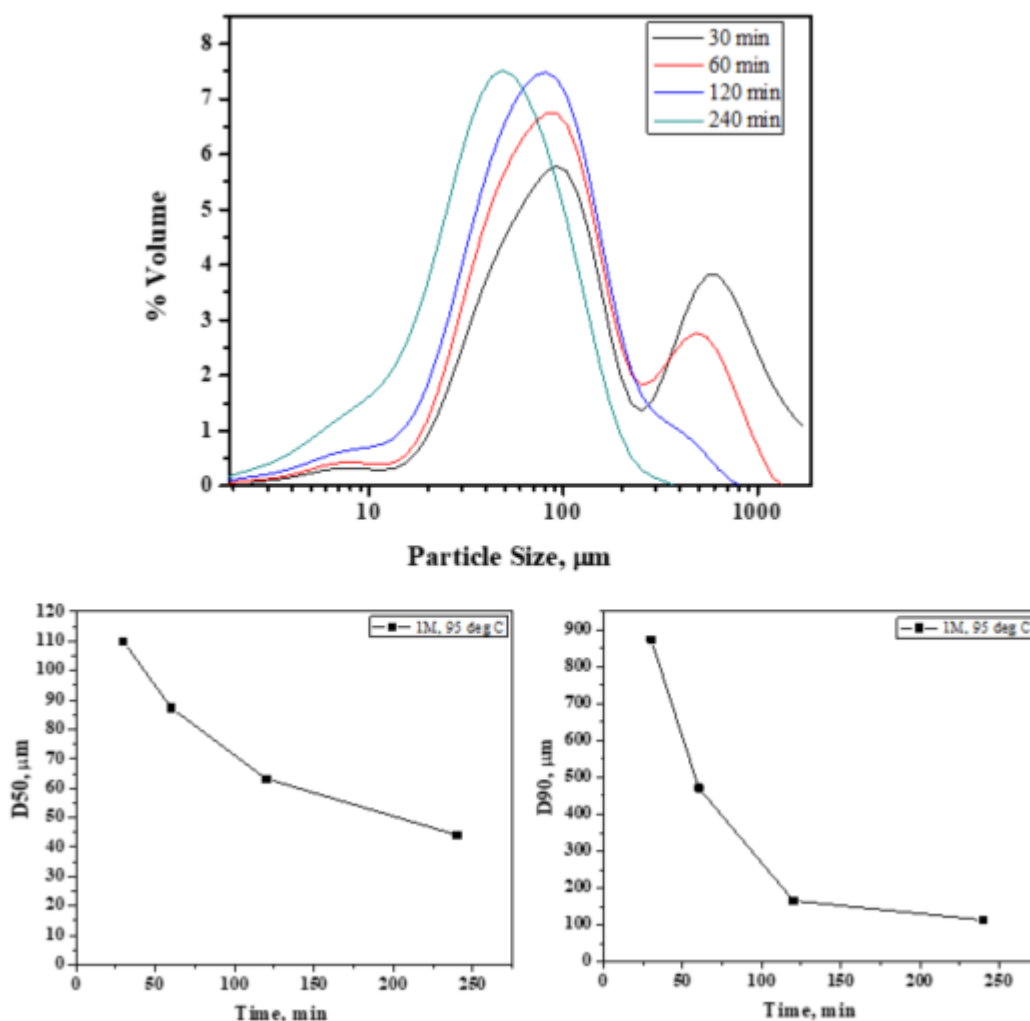 8
7
6
5
4
3
2
1
0
% Volume
30 min
60 min
120 min
240 min
10 100 1000
Particle Size, μm
120
110
100
90
80
70
60
50
40
30
20
10
0
D50, μm
1M, 95 deg C
0 50 100 150 200 250
Time, min
900
800
700
600
500
400
300
200
100
0
D90, μm
1M, 95 deg C
0 50 100 150 200 250
Time, min